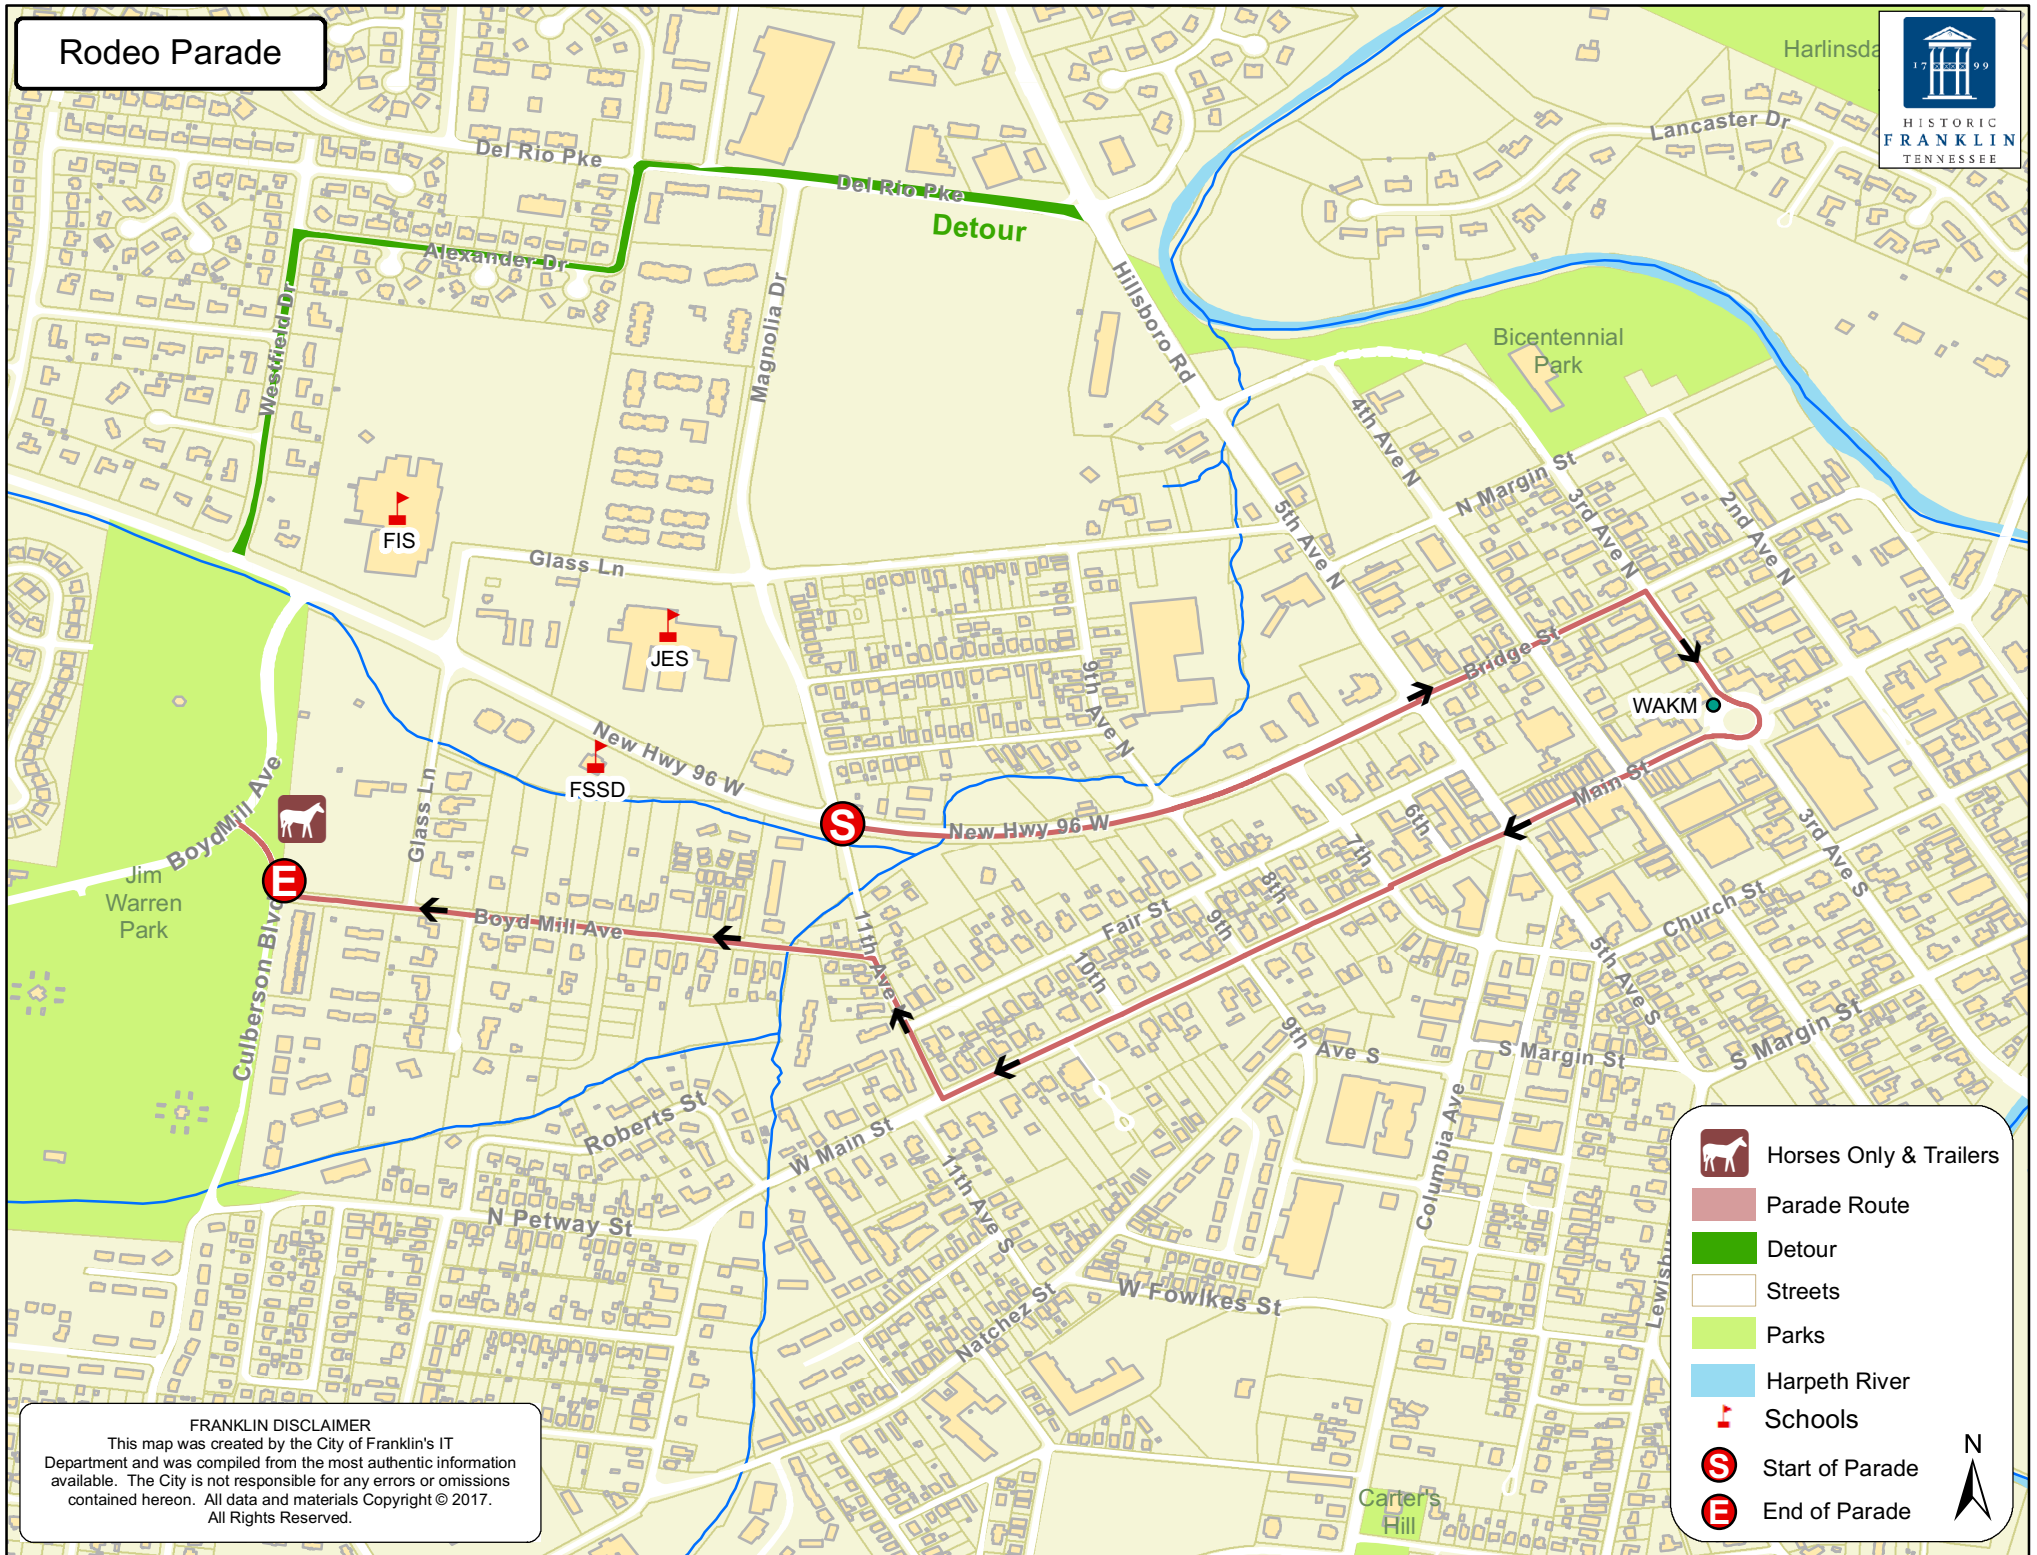 Rodeo Parade
Harlinsda
17 99
HISTORIC
FRANKLIN
TENNESSEE
Lancaster Dr
Del Rio Pke
Del Rio Pke
Detour
Alexander Dr
Westfield Dr
Magnolia Dr
Hillsboro Rd
Bicentennial
Park
4th Ave N
N Margin St
3rd Ave N
2nd Ave N
5th Ave N
FIS
Glass Ln
JES
9th Ave N
Bridge St
WAKM
New Hwy 96 W
FSSD
Main St
Boyd Mill Ave
Glass Ln
S
New Hwy 96 W
6th
7th
3rd Ave S
E
Jim
Warren
Park
Boyd Mill Ave
11th Ave
Fair St
8th
9th
10th
Church St
5th Ave S
Culberson Blvd
9th Ave S
S Margin St
S Margin St
Roberts St
W Main St
Columbia Ave
11th Ave S
N Petway St
Natchez St
W Fowlkes St
Lewisbu
Carter's
Hill
Horses Only & Trailers
Parade Route
Detour
Streets
Parks
Harpeth River
Schools
S Start of Parade
E End of Parade
N
FRANKLIN DISCLAIMER
This map was created by the City of Franklin's IT
Department and was compiled from the most authentic information
available. The City is not responsible for any errors or omissions
contained hereon. All data and materials Copyright © 2017.
All Rights Reserved.